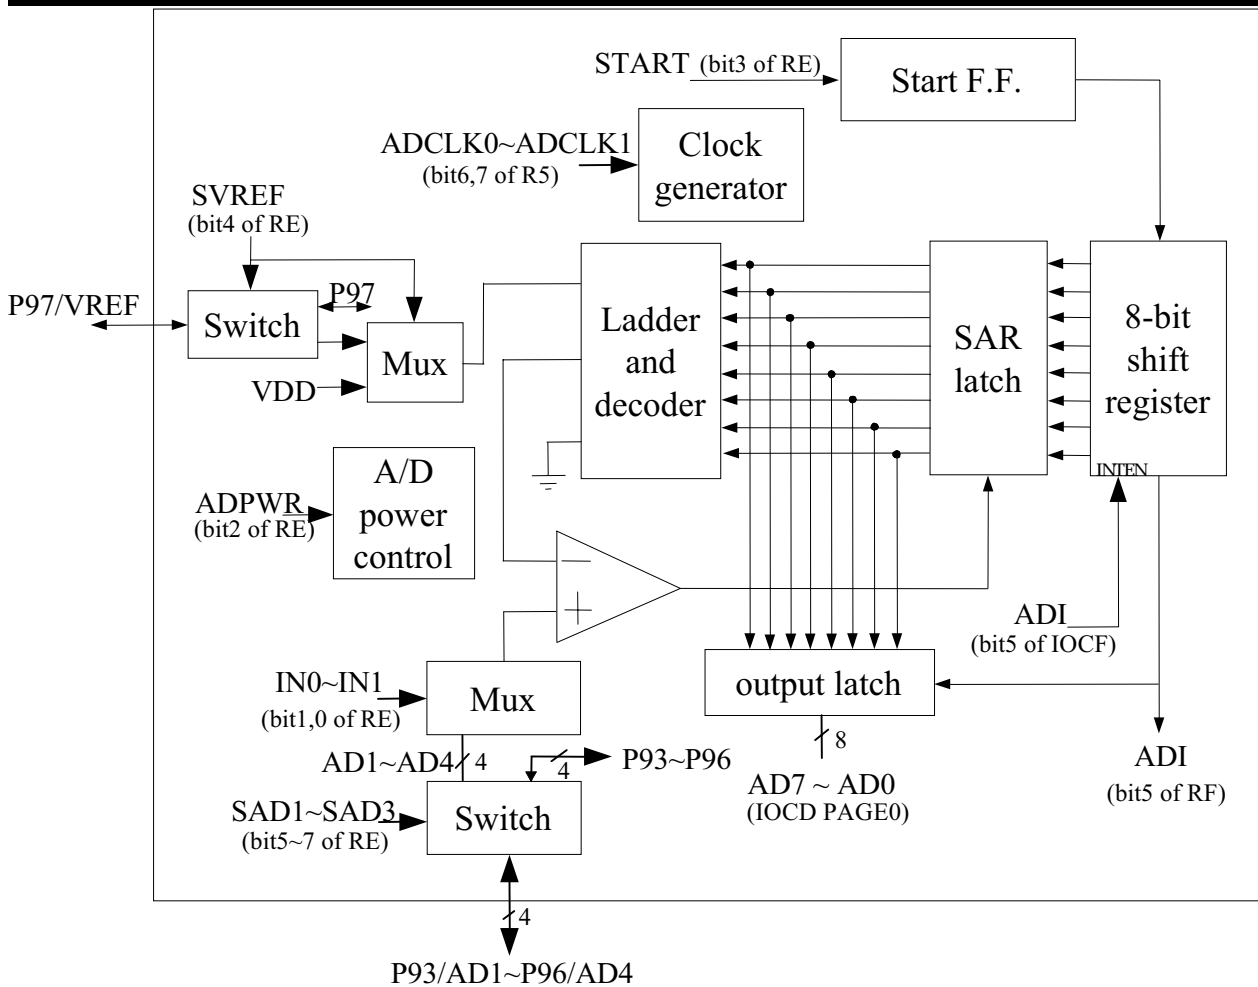 START (bit3 of RE)
Start F.F.
ADCLK0~ADCLK1
(bit6,7 of R5)
Clock
generator
SVREF
(bit4 of RE)
P97/VREF
Switch
P97
Mux
VDD
Ladder
and
decoder
SAR
latch
8-bit
shift
register
INTEN
A/D
power
control
ADPWR
(bit2 of RE)
−
+
ADI
(bit5 of IOCF)
IN0~IN1
(bit1,0 of RE)
Mux
output latch
8
AD1~AD4
4
4
P93~P96
AD7 ~ AD0
(IOCD PAGE0)
ADI
(bit5 of RF)
SAD1~SAD3
(bit5~7 of RE)
Switch
4
P93/AD1~P96/AD4